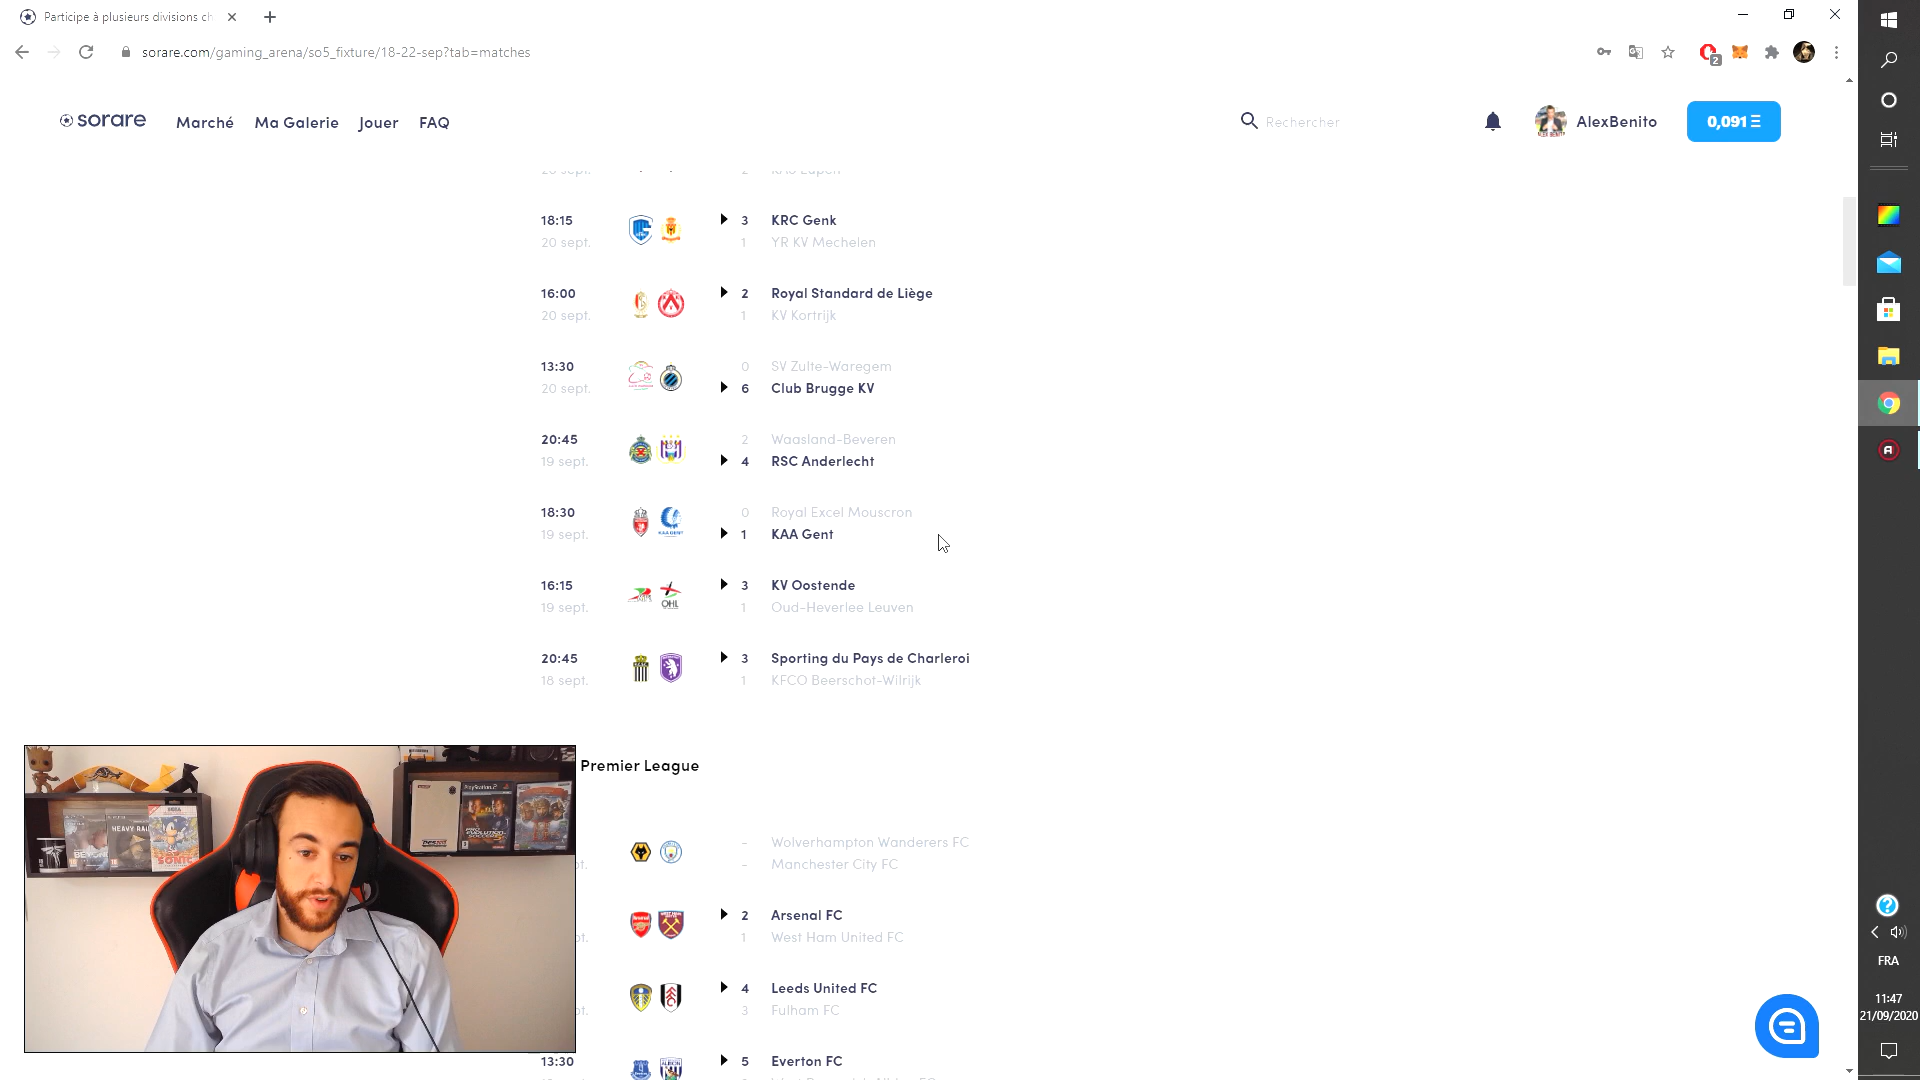 Participe à plusieurs divisions ch
sorare.com/gaming_arena/so5_fixture/18-22-sep?tab=matches
2
sorare
Marché
Ma Galerie
Jouer
FAQ
Rechercher
AlexBenito
0,091
18:15
20 sept.
3 KRC Genk
1 YR KV Mechelen
16:00
20 sept.
2 Royal Standard de Liège
1 KV Kortrijk
13:30
20 sept.
0 SV Zulte-Waregem
6 Club Brugge KV
20:45
19 sept.
2 Waasland-Beveren
4 RSC Anderlecht
18:30
19 sept.
0 Royal Excel Mouscron
1 KAA Gent
16:15
19 sept.
OHL
3 KV Oostende
1 Oud-Heverlee Leuven
20:45
18 sept.
3 Sporting du Pays de Charleroi
1 KFCO Beerschot-Wilrijk
Premier League
- Wolverhampton Wanderers FC
- Manchester City FC
2 Arsenal FC
1 West Ham United FC
4 Leeds United FC
3 Fulham FC
13:30
5 Everton FC
HEAVY RAI
SONIC
PlayStation 2
FRA
11:47
21/09/2020